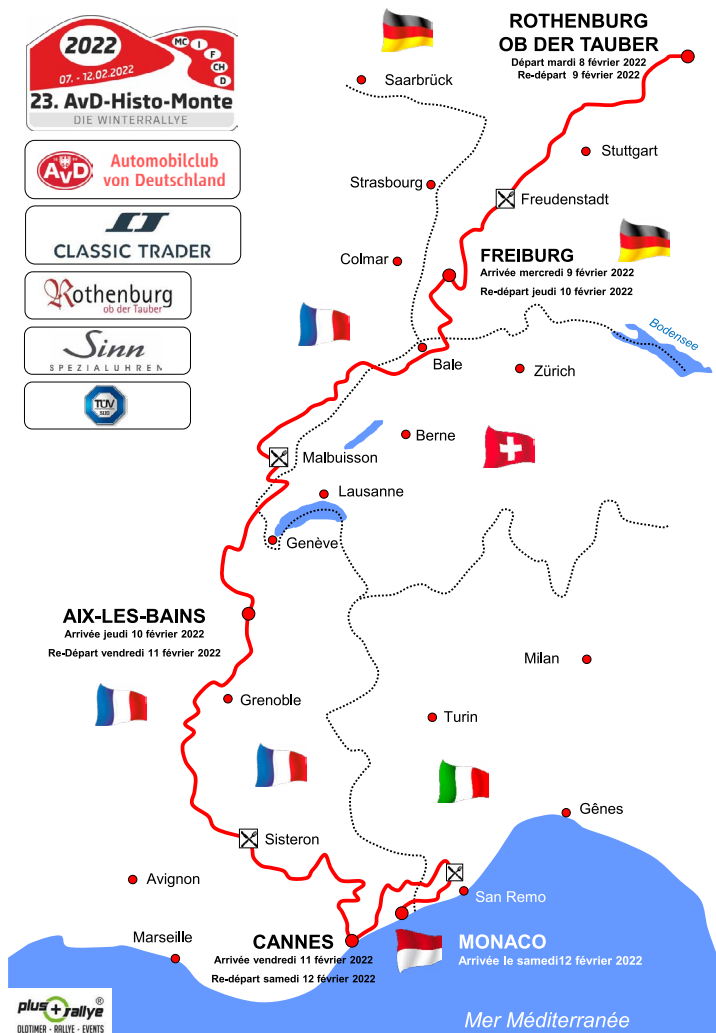 2022
MC
I
F
CH
D
07. - 12.02.2022
23. AvD-Histo-Monte
DIE WINTERRALLYE
AvD
Automobilclub
von Deutschland
CLASSIC TRADER
Rothenburg
ob der Tauber
Sinn
SPEZIALUHREN
TÜV
SÜD
ROTHENBURG
OB DER TAUBER
Départ mardi 8 février 2022
Re-départ 9 février 2022
Saarbrück
Stuttgart
Strasbourg
Freudenstadt
Colmar
FREIBURG
Arrivée mercredi 9 février 2022
Re-départ jeudi 10 février 2022
Bodensee
Bale
Zürich
Berne
Malbuisson
Lausanne
Genève
AIX-LES-BAINS
Arrivée jeudi 10 février 2022
Re-Départ vendredi 11 février 2022
Milan
Grenoble
Turin
Gênes
Sisteron
Avignon
San Remo
Marseille
CANNES
Arrivée vendredi 11 février 2022
Re-départ samedi 12 février 2022
MONACO
Arrivée le samedi12 février 2022
plus+rallye®
OLDTIMER - RALLYE - EVENTS
Mer Méditerranée